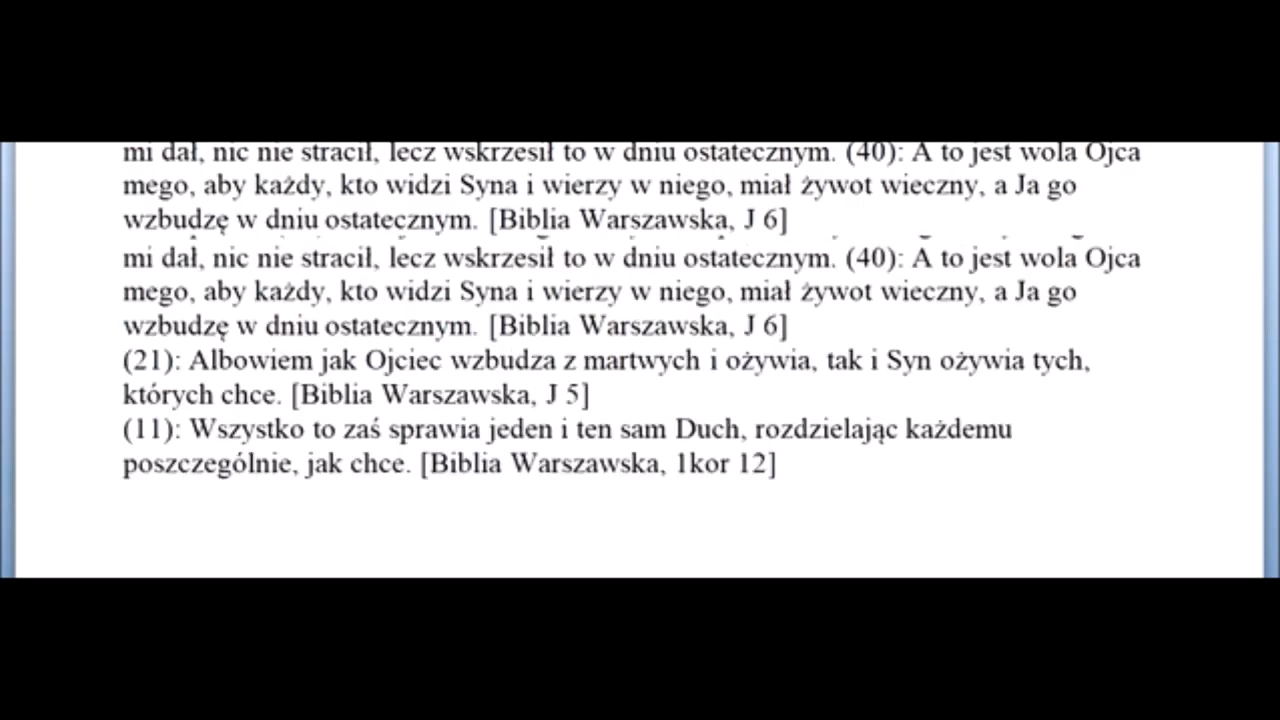 mi dał, nic nie stracił, lecz wskrzesił to w dniu ostatecznym. (40): A to jest wola Ojca
mego, aby każdy, kto widzi Syna i wierzy w niego, miał żywot wieczny, a Ja go
wzbudzę w dniu ostatecznym. [Biblia Warszawska, J 6]
mi dał, nic nie stracił, lecz wskrzesił to w dniu ostatecznym. (40): A to jest wola Ojca
mego, aby każdy, kto widzi Syna i wierzy w niego, miał żywot wieczny, a Ja go
wzbudzę w dniu ostatecznym. [Biblia Warszawska, J 6]
(21): Albowiem jak Ojciec wzbudza z martwych i ożywia, tak i Syn ożywia tych,
których chce. [Biblia Warszawska, J 5]
(11): Wszystko to zaś sprawia jeden i ten sam Duch, rozdzielając każdemu
poszczególnie, jak chce. [Biblia Warszawska, 1kor 12]